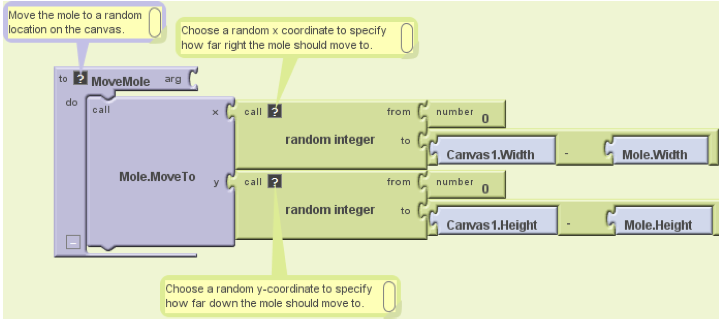 Move the mole to a random
location on the canvas.
Choose a random x coordinate to specify
how far right the mole should move to.
to ? MoveMole arg
do
call x call ? from number 0
random integer to Canvas1.Width - Mole.Width
Mole.MoveTo
y call ? from number 0
random integer to Canvas1.Height - Mole.Height
Choose a random y-coordinate to specify
how far down the mole should move to.